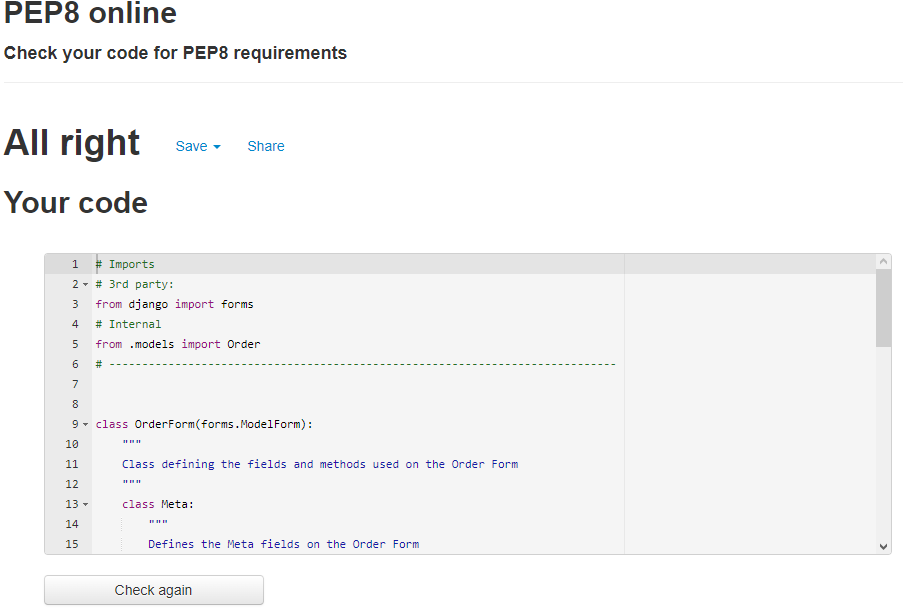 PEP8 online
Check your code for PEP8 requirements
All right Save Share
Your code
1 # Imports
2 # 3rd party:
3 from django import forms
4 # Internal
5 from .models import Order
6 # -----------------------------------------------------------------------------
7
8
9 class OrderForm(forms.ModelForm):
10 """
11 Class defining the fields and methods used on the Order Form
12 """
13 class Meta:
14 """
15 Defines the Meta fields on the Order Form
Check again